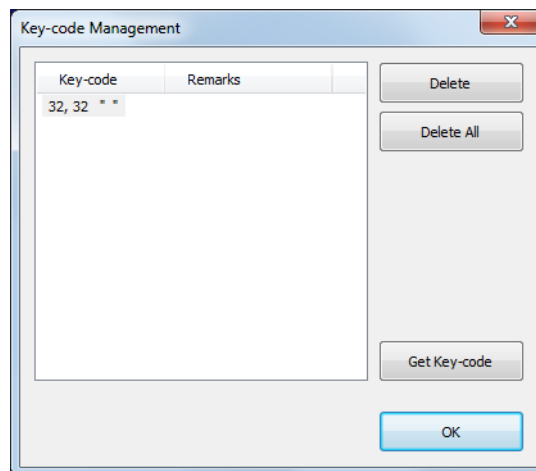 Key-code Management
Key-code Remarks
32, 32 " "
Delete
Delete All
Get Key-code
OK